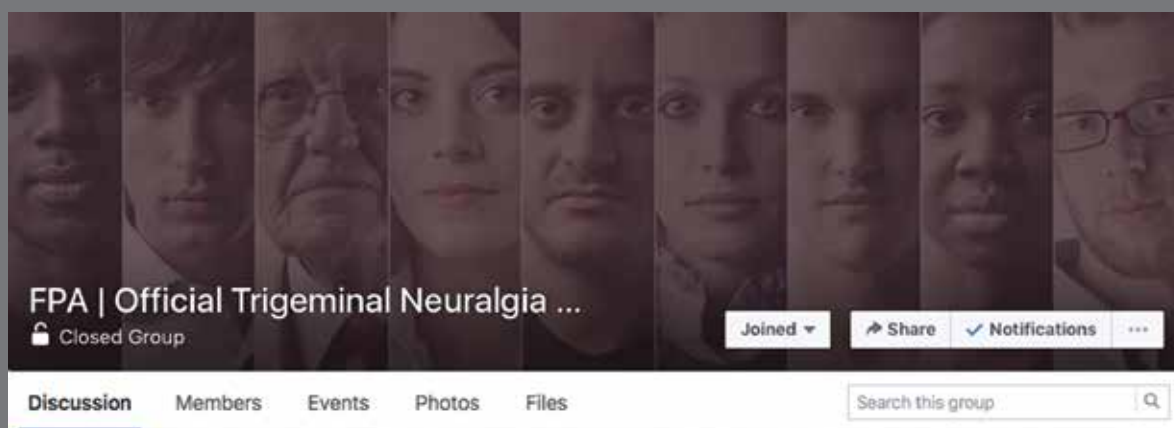 FPA | Official Trigeminal Neuralgia ...
Closed Group
Joined Share Notifications ...
Discussion Members Events Photos Files Search this group